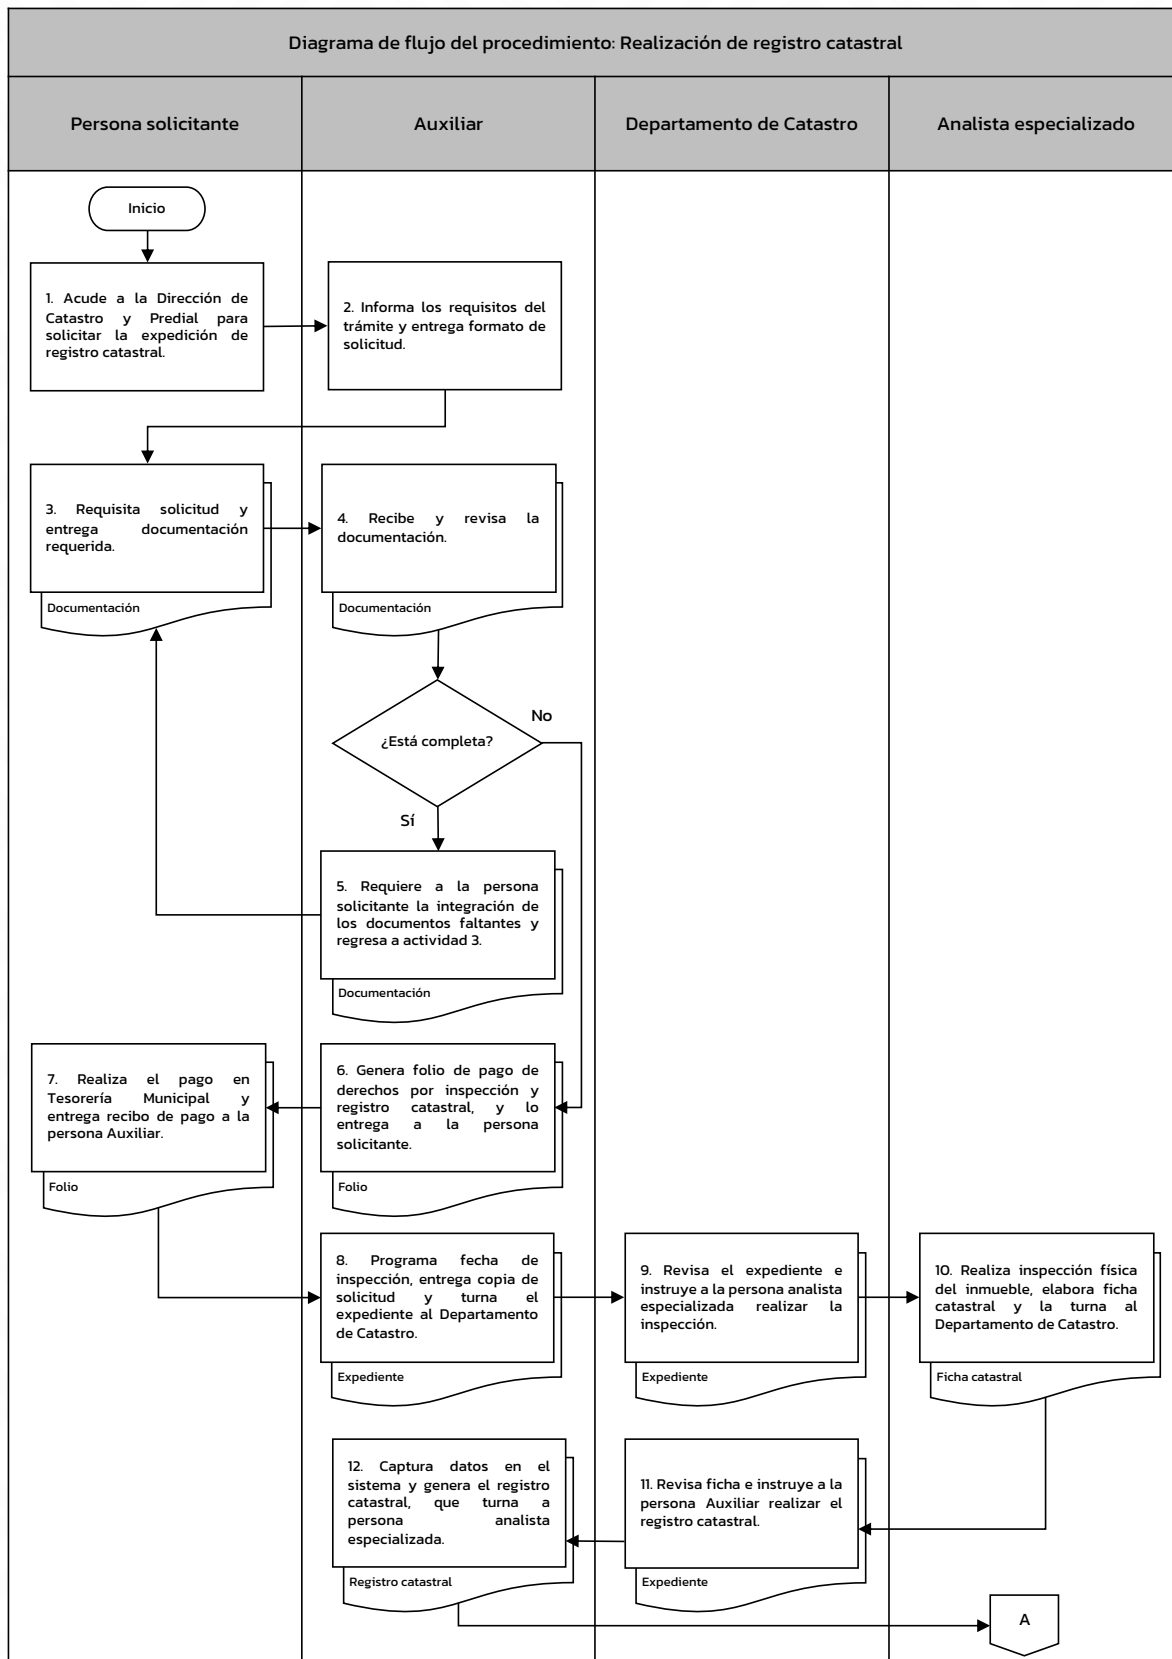 Diagrama de flujo del procedimiento: Realización de registro catastral
Persona solicitante
Auxiliar
Departamento de Catastro
Analista especializado
Inicio
1. Acude a la Dirección de
Catastro y Predial para
solicitar la expedición de
registro catastral.
2. Informa los requisitos del
trámite y entrega formato de
solicitud.
3. Requisita solicitud y
entrega documentación
requerida.
Documentación
4. Recibe y revisa la
documentación.
Documentación
¿Está completa?
No
Sí
5. Requiere a la persona
solicitante la integración de
los documentos faltantes y
regresa a actividad 3.
Documentación
6. Genera folio de pago de
derechos por inspección y
registro catastral, y lo
entrega a la persona
solicitante.
Folio
7. Realiza el pago en
Tesorería Municipal y
entrega recibo de pago a la
persona Auxiliar.
Folio
8. Programa fecha de
inspección, entrega copia de
solicitud y turna el
expediente al Departamento
de Catastro.
Expediente
9. Revisa el expediente e
instruye a la persona analista
especializada realizar la
inspección.
Expediente
10. Realiza inspección física
del inmueble, elabora ficha
catastral y la turna al
Departamento de Catastro.
Ficha catastral
11. Revisa ficha e instruye a la
persona Auxiliar realizar el
registro catastral.
Expediente
12. Captura datos en el
sistema y genera el registro
catastral, que turna a
persona analista
especializada.
Registro catastral
A